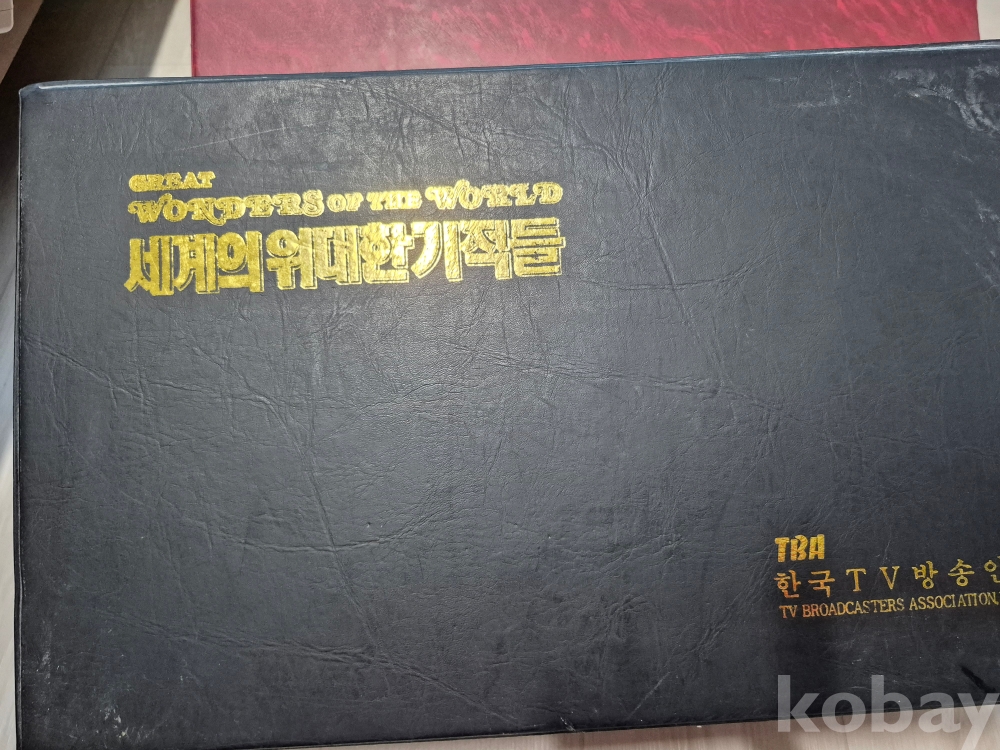 GREAT
WONDERS OF THE WORLD
세계의 위대한 기적들
TBA
한국TV방송인
TV BROADCASTERS ASSOCIATION,
kobay